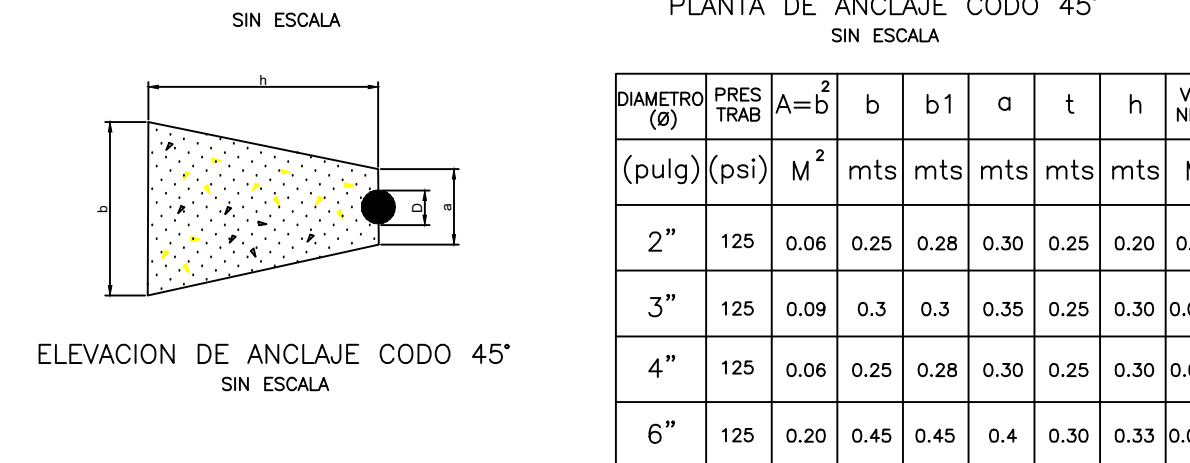 SIN ESCALA
h
b
D
a
ELEVACION DE ANCLAJE CODO 45°
SIN ESCALA
PLANTA DE ANCLAJE CODO 45°
SIN ESCALA
DIAMETRO (Ø) PRES TRAB A=b² b b1 a t h
(pulg) (psi) M² mts mts mts mts mts
2" 125 0.06 0.25 0.28 0.30 0.25 0.20
3" 125 0.09 0.3 0.3 0.35 0.25 0.30
4" 125 0.06 0.25 0.28 0.30 0.25 0.30
6" 125 0.20 0.45 0.45 0.4 0.30 0.33